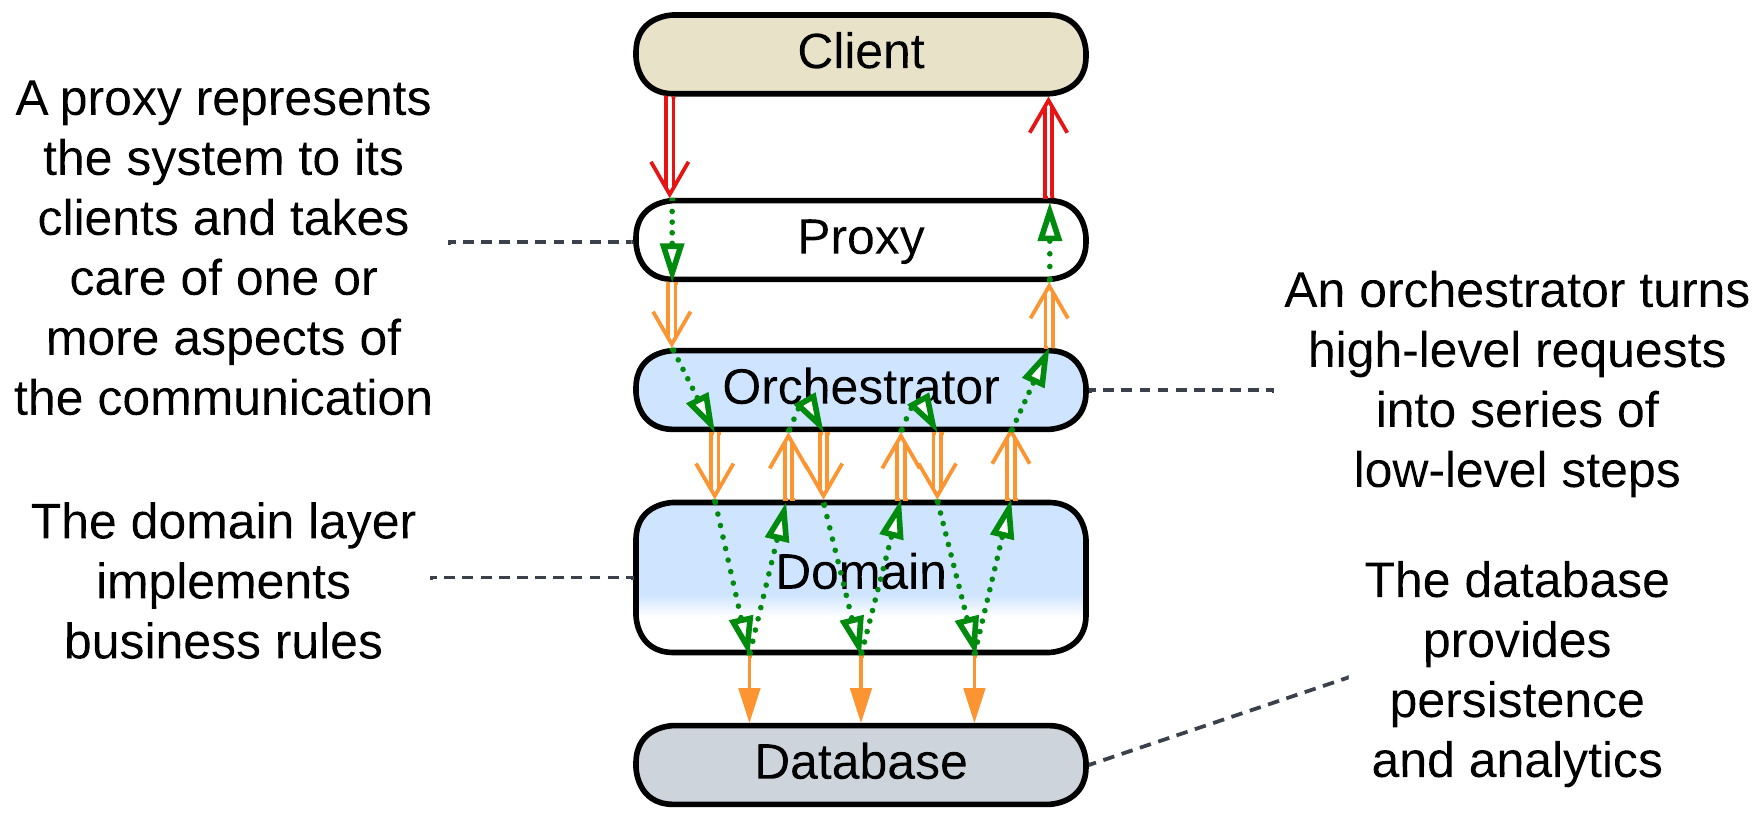 Client
A proxy represents
the system to its
clients and takes
care of one or
more aspects of
the communication
Proxy
An orchestrator turns
high-level requests
into series of
low-level steps
Orchestrator
The domain layer
implements
business rules
Domain
The database
provides
persistence
and analytics
Database